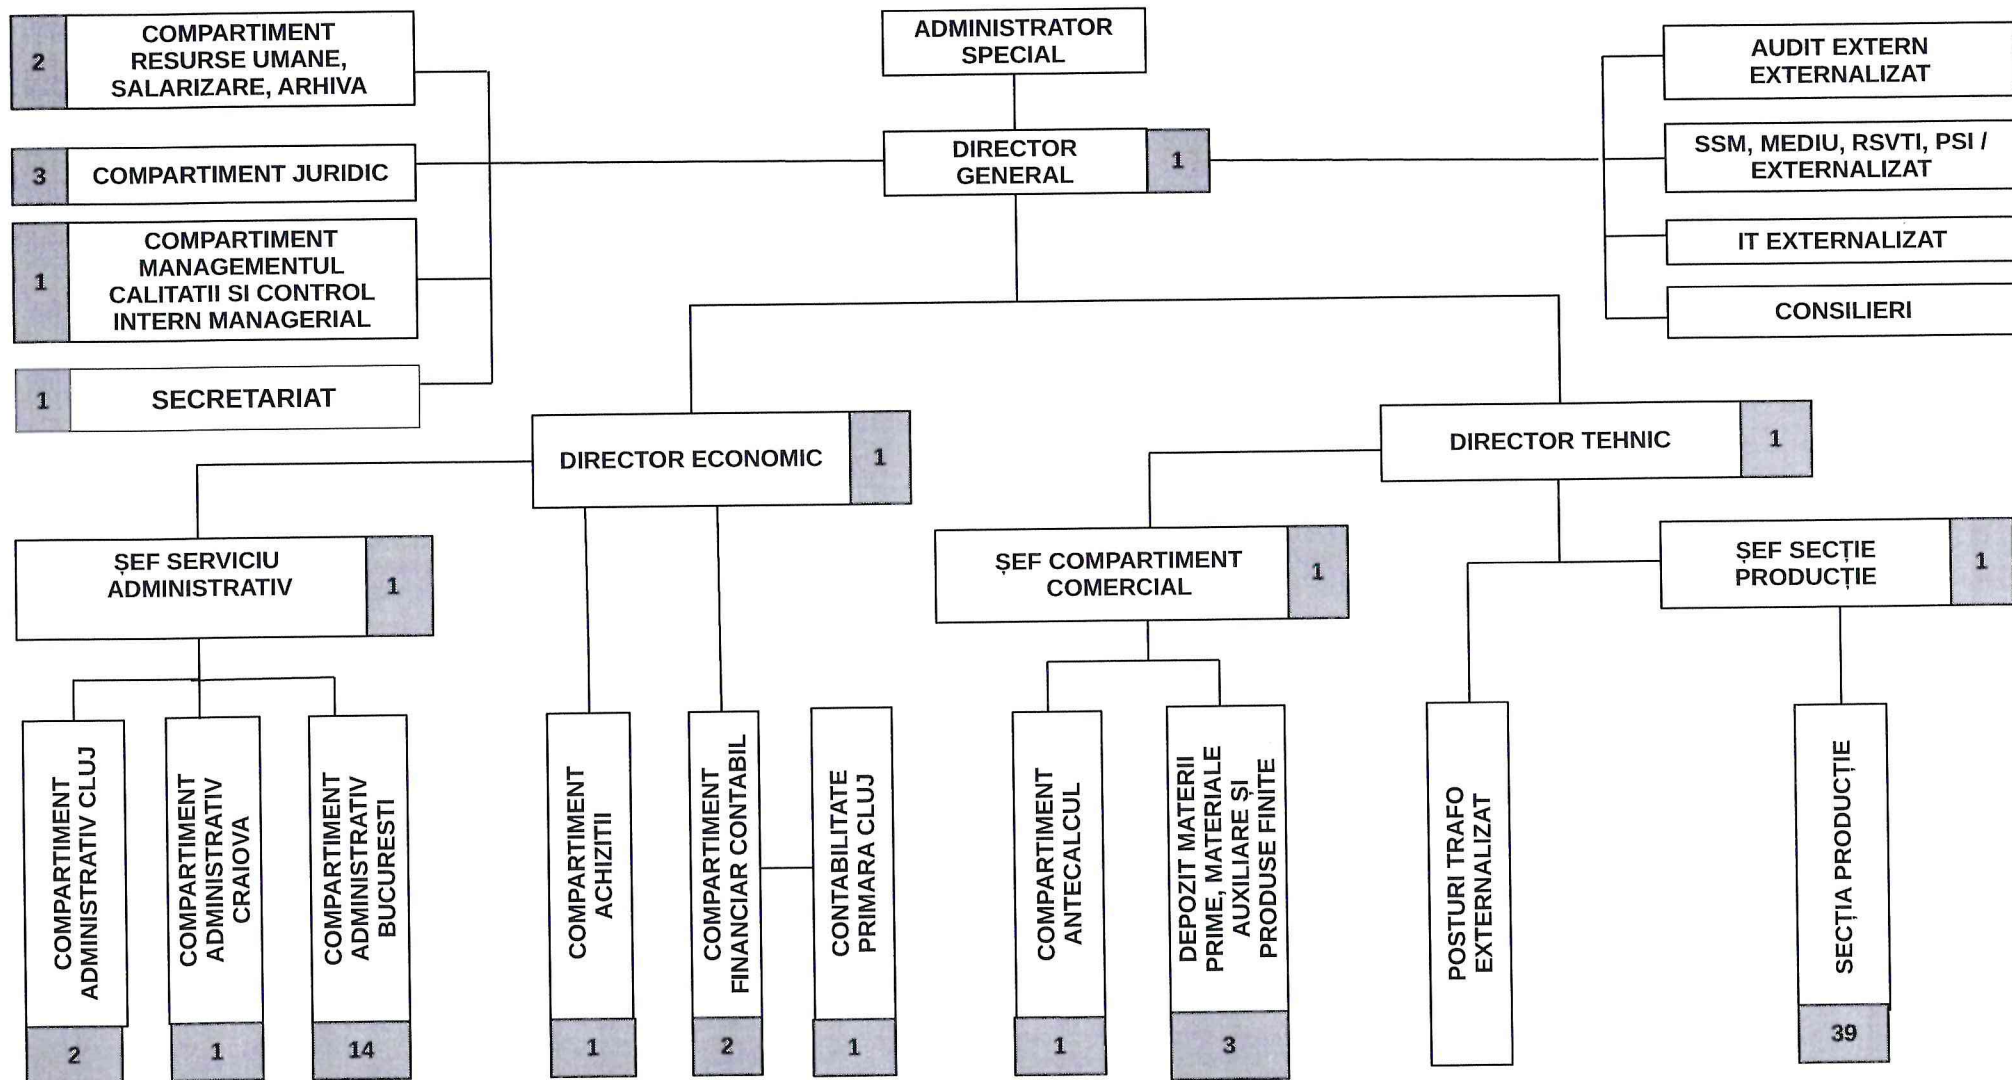 2
COMPARTIMENT
RESURSE UMANE,
SALARIZARE, ARHIVA
ADMINISTRATOR
SPECIAL
AUDIT EXTERN
EXTERNALIZAT
3
COMPARTIMENT JURIDIC
DIRECTOR
GENERAL
1
SSM, MEDIU, RSVTI, PSI /
EXTERNALIZAT
1
COMPARTIMENT
MANAGEMENTUL
CALITATII SI CONTROL
INTERN MANAGERIAL
IT EXTERNALIZAT
CONSILIERI
1
SECRETARIAT
DIRECTOR ECONOMIC
1
DIRECTOR TEHNIC
1
ȘEF SERVICIU
ADMINISTRATIV
1
ȘEF COMPARTIMENT
COMERCIAL
1
ȘEF SECȚIE
PRODUCȚIE
1
COMPARTIMENT
ADMINISTRATIV CLUJ
2
COMPARTIMENT
ADMINISTRATIV
CRAIOVA
1
COMPARTIMENT
ADMINISTRATIV
BUCURESTI
14
COMPARTIMENT
ACHIZITII
1
COMPARTIMENT
FINANCIAR CONTABIL
2
CONTABILITATE
PRIMARA CLUJ
1
COMPARTIMENT
ANTECALCUL
1
DEPOZIT MATERII
PRIME, MATERIALE
AUXILIARE ȘI
PRODUSE FINITE
3
POSTURI TRAFO
EXTERNALIZAT
SECȚIA PRODUCȚIE
39